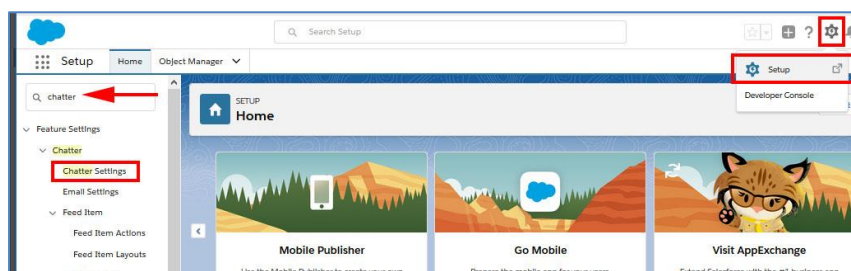 Search Setup
Setup Home Object Manager
Setup
Developer Console
chatter
SETUP
Home
Feature Settings
Chatter
Chatter Settings
Email Settings
Feed Item
Feed Item Actions
Feed Item Layouts
Mobile Publisher
Go Mobile
Visit AppExchange